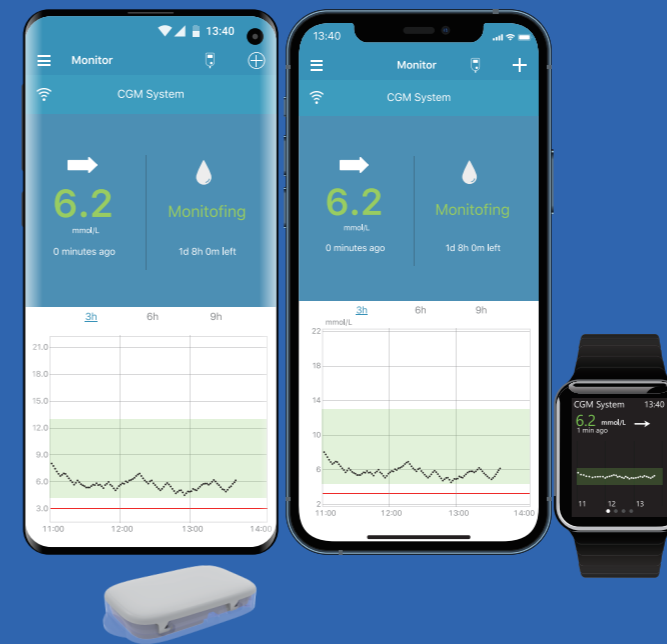 13:40
Monitor
CGM System
6.2
mmol/L
0 minutes ago
Monitofing
1d 8h 0m left
3h 6h 9h
21.0
18.0
15.0
12.0
9.0
6.0
3.0
11:00 12:00 13:00 14:00
13:40
Monitor
CGM System
6.2
mmol/L
0 minutes ago
Monitofing
1d 8h 0m left
3h 6h 9h
mmol/L
22
18
14
10
6
2
11:00 12:00 13:00 14:00
CGM System 13:40
6.2 mmol/L
1 min ago
11 12 13